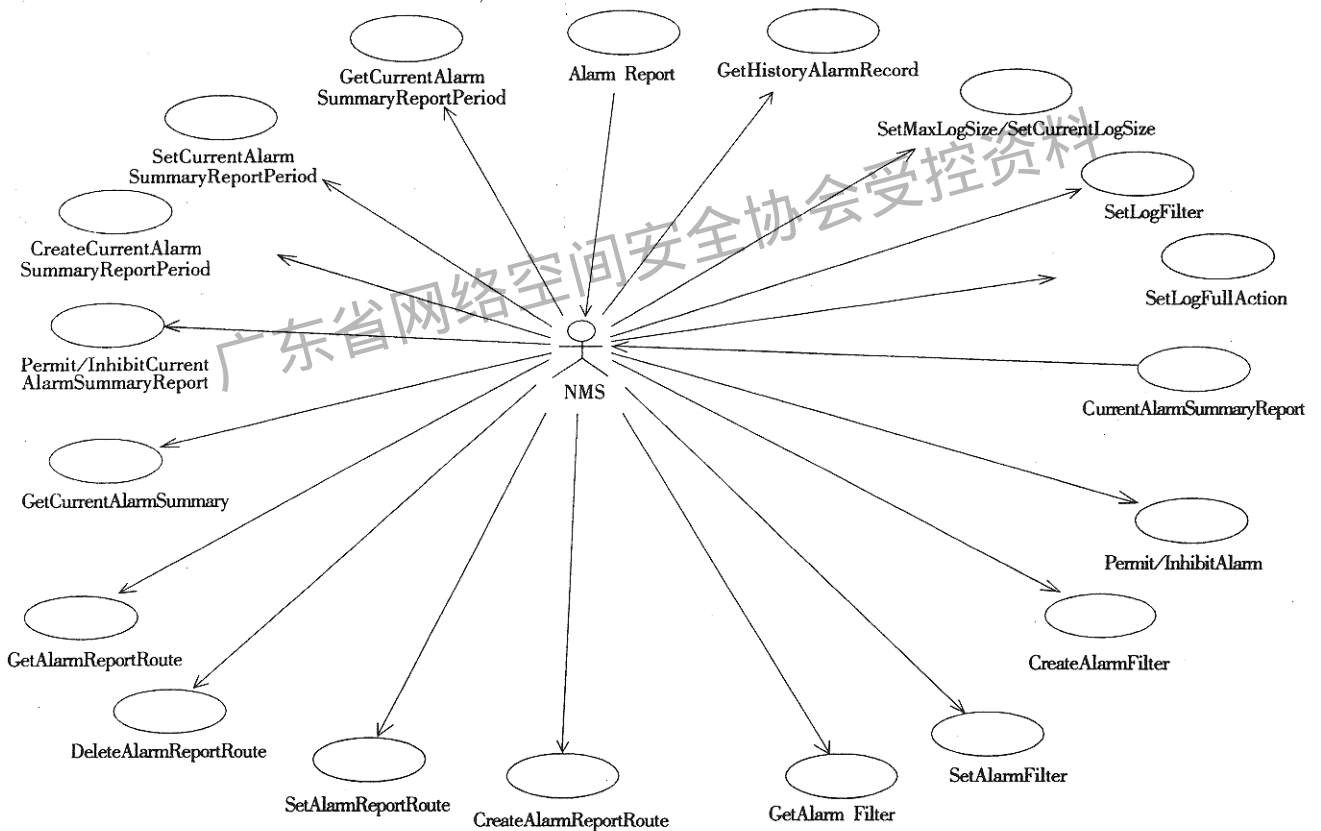 GetCurrentAlarm
SummaryReportPeriod
Alarm Report
GetHistoryAlarmRecord
SetMaxLogSize/SetCurrentLogSize
SetCurrentAlarm
SummaryReportPeriod
SetLogFilter
CreateCurrentAlarm
SummaryReportPeriod
SetLogFullAction
Permit/InhibitCurrent
AlarmSummaryReport
NMS
CurrentAlarmSummaryReport
GetCurrentAlarmSummary
Permit/InhibitAlarm
GetAlarmReportRoute
CreateAlarmFilter
DeleteAlarmReportRoute
SetAlarmFilter
SetAlarmReportRoute
CreateAlarmReportRoute
GetAlarm Filter
广东省网络空间安全协会受控资料